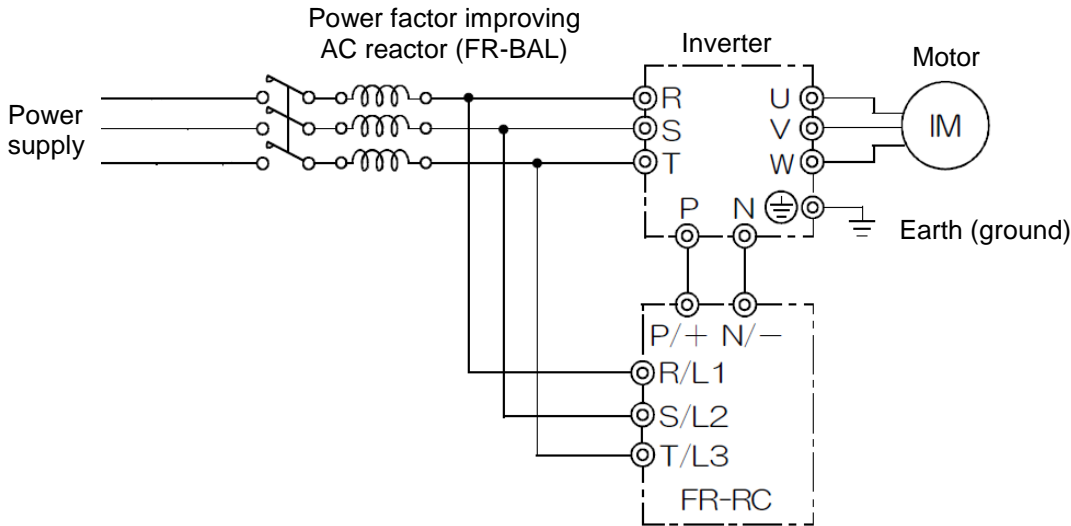 Power factor improving
AC reactor (FR-BAL)
Inverter
Motor
Power
supply
R
S
T
U
V
W
IM
P
N
Earth (ground)
P/+
N/−
R/L1
S/L2
T/L3
FR-RC